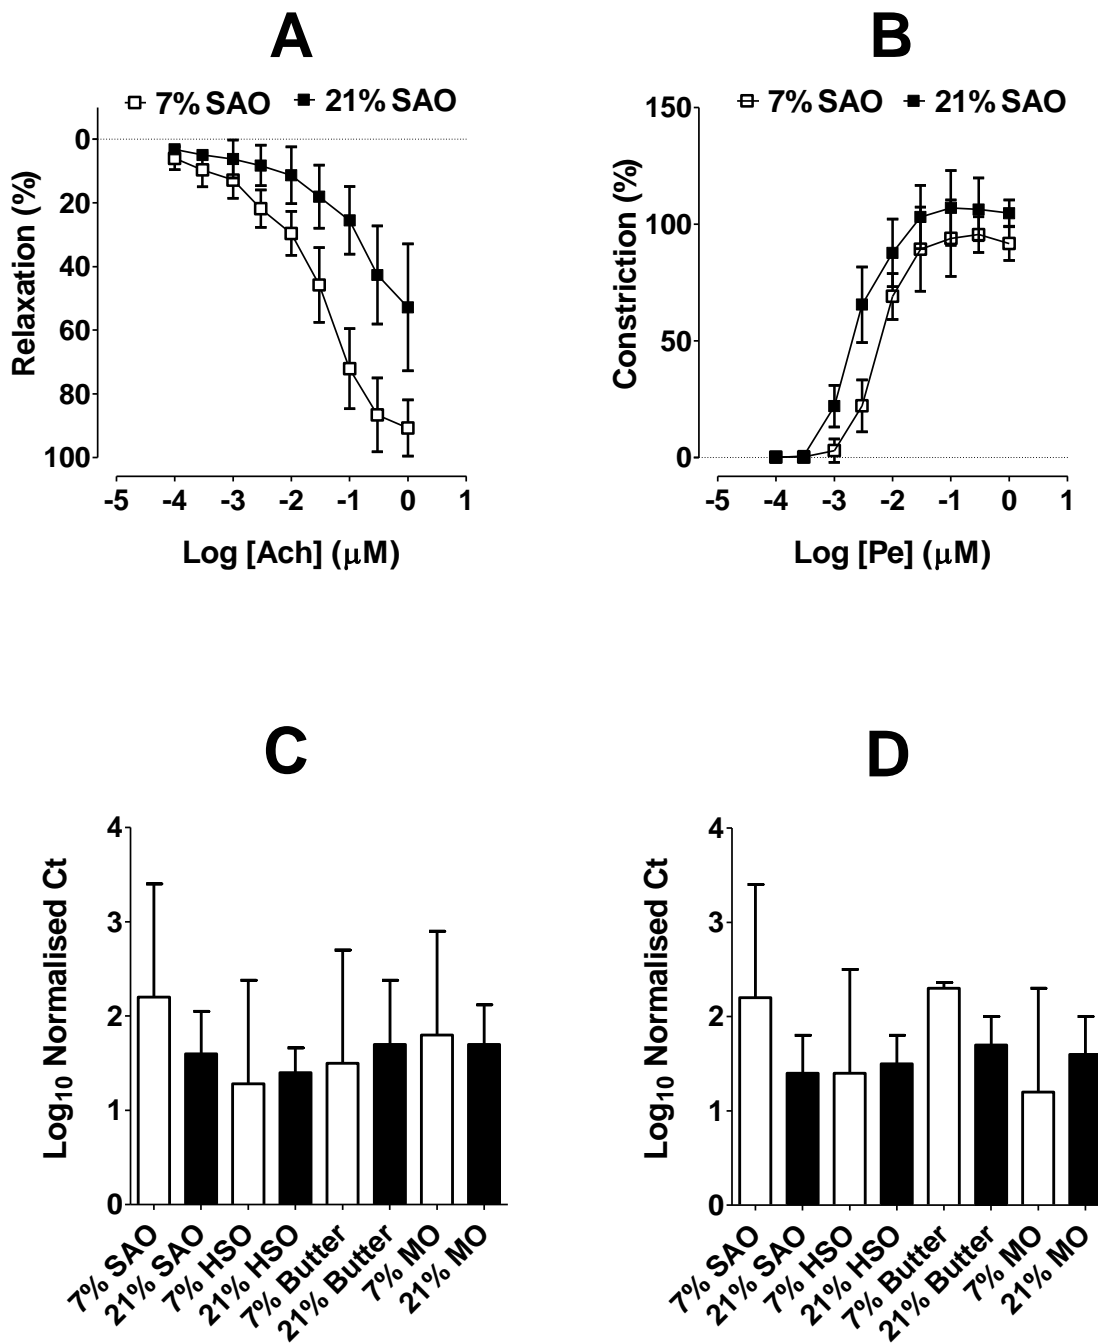 A
7% SAO 21% SAO
Relaxation (%)
0
20
40
60
80
100
-5 -4 -3 -2 -1 0 1
Log [Ach] (μM)
B
7% SAO 21% SAO
Constriction (%)
150
100
50
0
-5 -4 -3 -2 -1 0 1
Log [Pe] (μM)
C
Log10 Normalised Ct
4
3
2
1
0
7% SAO
21% SAO
7% HSO
21% HSO
7% Butter
21% Butter
7% MO
21% MO
D
Log10 Normalised Ct
4
3
2
1
0
7% SAO
21% SAO
7% HSO
21% HSO
7% Butter
21% Butter
7% MO
21% MO